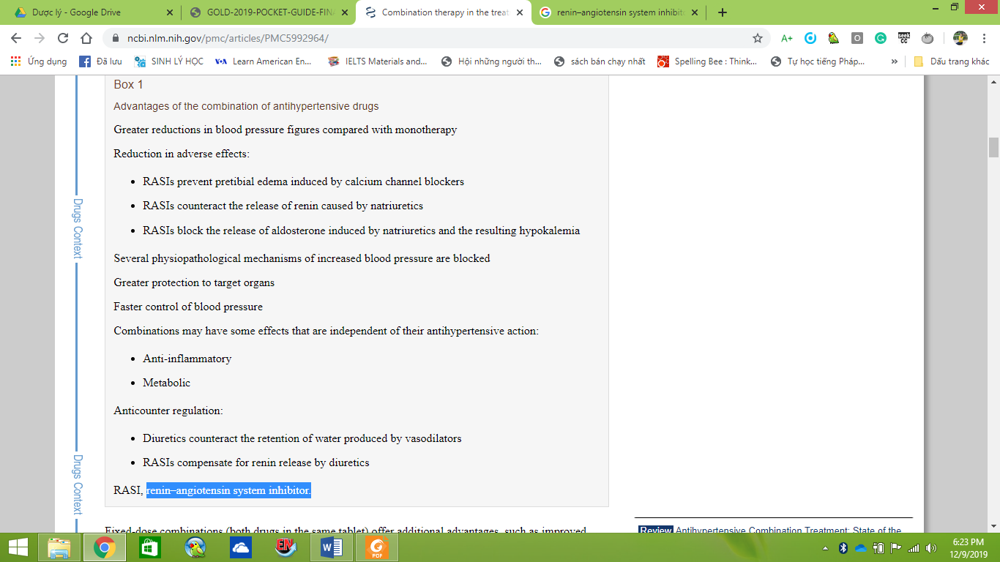 Dược lý - Google Drive
GOLD-2019-POCKET-GUIDE-FINA
Combination therapy in the treat
renin–angiotensin system inhibito
ncbi.nlm.nih.gov/pmc/articles/PMC5992964/
A+
seek
CC
Ứng dụng
Đã lưu
SINH LÝ HỌC
VOA Learn American En...
IELTS Materials and...
Hội những người th...
sách bán chạy nhất
Spelling Bee : Think...
Tự học tiếng Pháp...
»
Dấu trang khác
Drugs Context
Drugs Context
Box 1
Advantages of the combination of antihypertensive drugs
Greater reductions in blood pressure figures compared with monotherapy
Reduction in adverse effects:
• RASIs prevent pretibial edema induced by calcium channel blockers
• RASIs counteract the release of renin caused by natriuretics
• RASIs block the release of aldosterone induced by natriuretics and the resulting hypokalemia
Several physiopathological mechanisms of increased blood pressure are blocked
Greater protection to target organs
Faster control of blood pressure
Combinations may have some effects that are independent of their antihypertensive action:
• Anti-inflammatory
• Metabolic
Anticounter regulation:
• Diuretics counteract the retention of water produced by vasodilators
• RASIs compensate for renin release by diuretics
RASI, renin–angiotensin system inhibitor.
Fixed-dose combinations (both drugs in the same tablet) offer additional advantages, such as improved
Review Antihypertensive Combination Treatment: State of the
EN
PDF
6:23 PM
12/9/2019